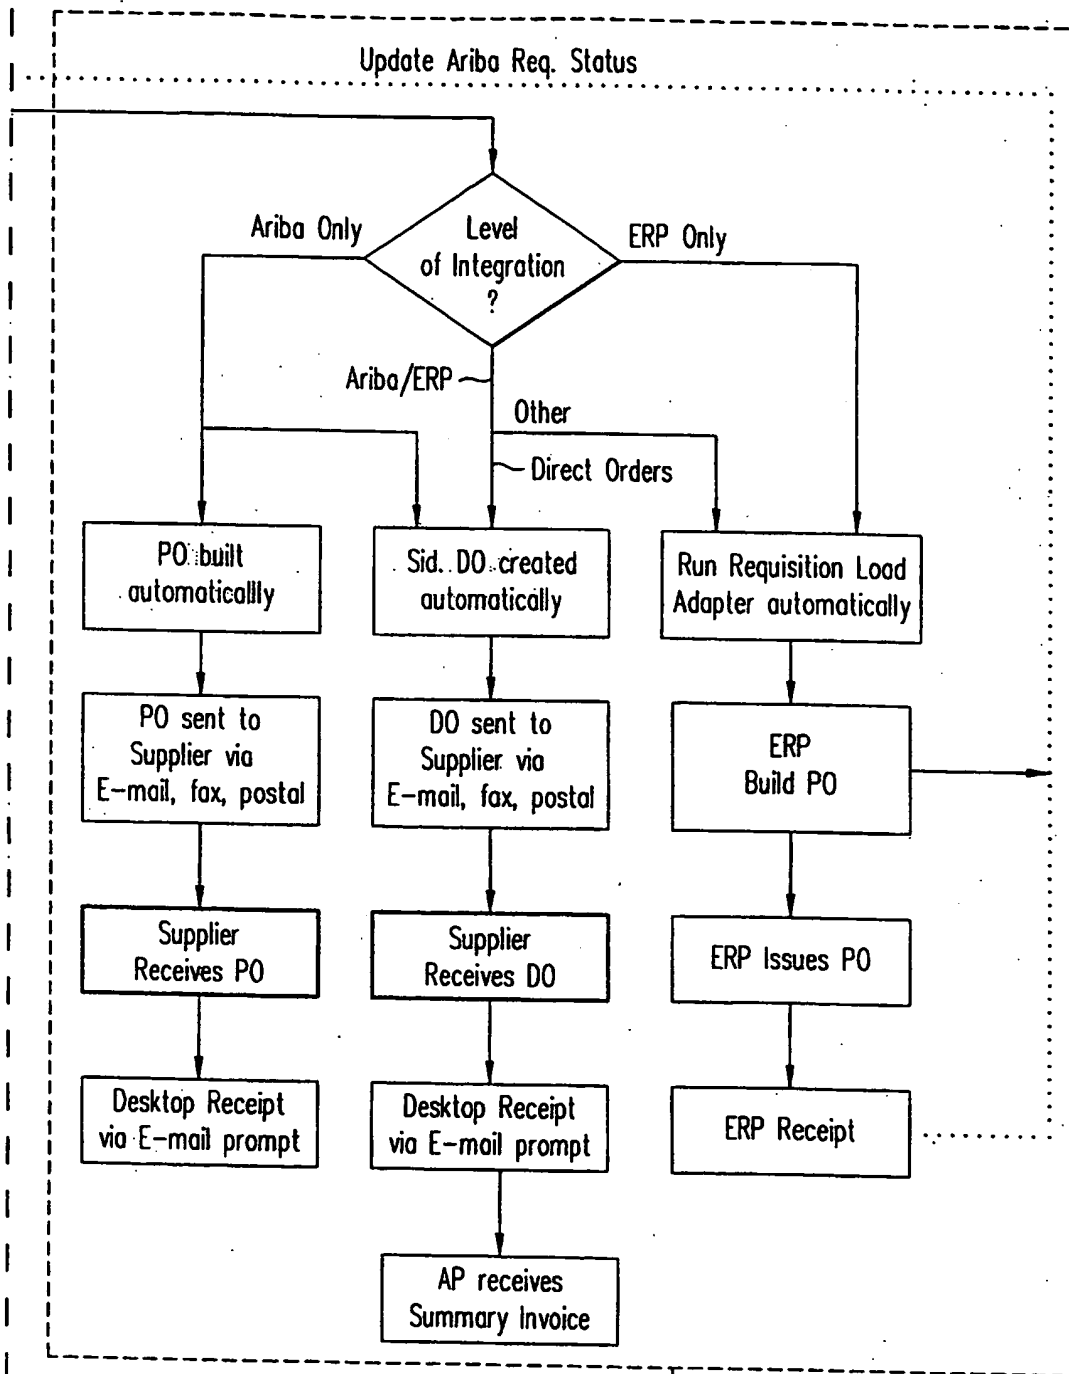 Update Ariba Req. Status
Ariba Only
Level
of Integration
?
ERP Only
Ariba/ERP
Other
Direct Orders
PO built
automatically
Sid. DO created
automatically
Run Requisition Load
Adapter automatically
PO sent to
Supplier via
E-mail, fax, postal
DO sent to
Supplier via
E-mail, fax, postal
ERP
Build PO
Supplier
Receives PO
Supplier
Receives DO
ERP Issues PO
Desktop Receipt
via E-mail prompt
Desktop Receipt
via E-mail prompt
ERP Receipt
AP receives
Summary Invoice